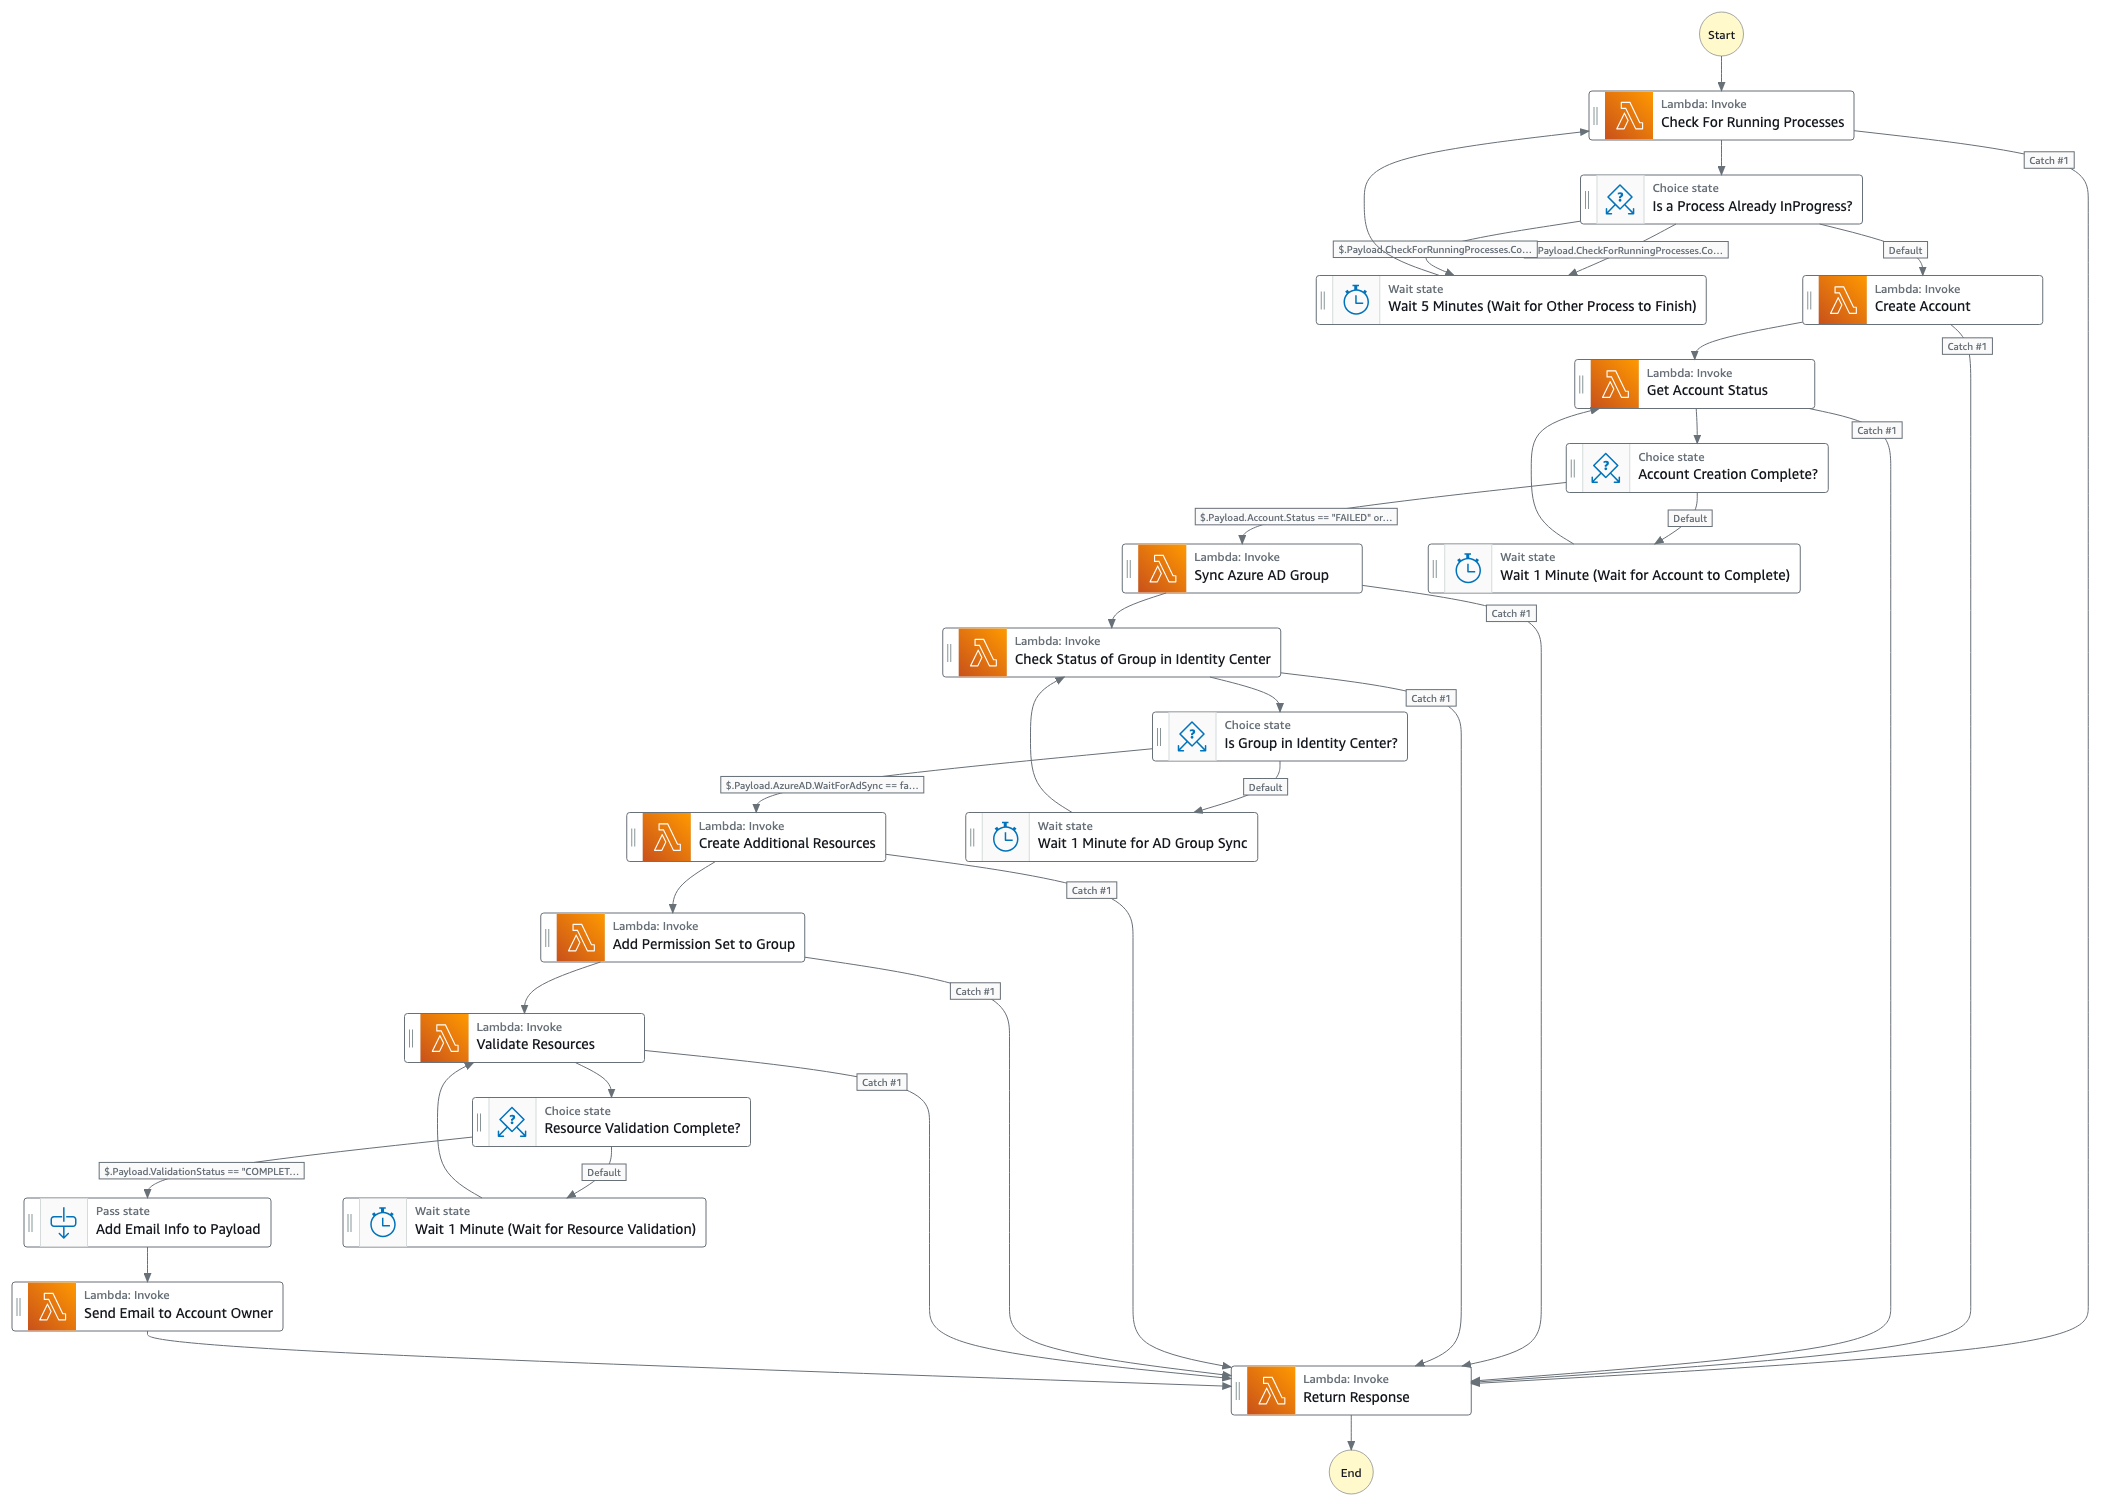 Start
Lambda: Invoke
Check For Running Processes
Catch #1
Choice state
Is a Process Already InProgress?
$.Payload.CheckForRunningProcesses.Co...
Payload.CheckForRunningProcesses.Co...
Default
Wait state
Wait 5 Minutes (Wait for Other Process to Finish)
Lambda: Invoke
Create Account
Catch #1
Lambda: Invoke
Get Account Status
Catch #1
Choice state
Account Creation Complete?
$.Payload.Account.Status == "FAILED" or...
Default
Lambda: Invoke
Sync Azure AD Group
Wait state
Wait 1 Minute (Wait for Account to Complete)
Catch #1
Lambda: Invoke
Check Status of Group in Identity Center
Catch #1
Choice state
Is Group in Identity Center?
$.Payload.AzureAD.WaitForAdSync == fa...
Default
Lambda: Invoke
Create Additional Resources
Wait state
Wait 1 Minute for AD Group Sync
Catch #1
Lambda: Invoke
Add Permission Set to Group
Catch #1
Lambda: Invoke
Validate Resources
Catch #1
Choice state
Resource Validation Complete?
$.Payload.ValidationStatus == "COMPLET...
Default
Pass state
Add Email Info to Payload
Wait state
Wait 1 Minute (Wait for Resource Validation)
Lambda: Invoke
Send Email to Account Owner
Lambda: Invoke
Return Response
End